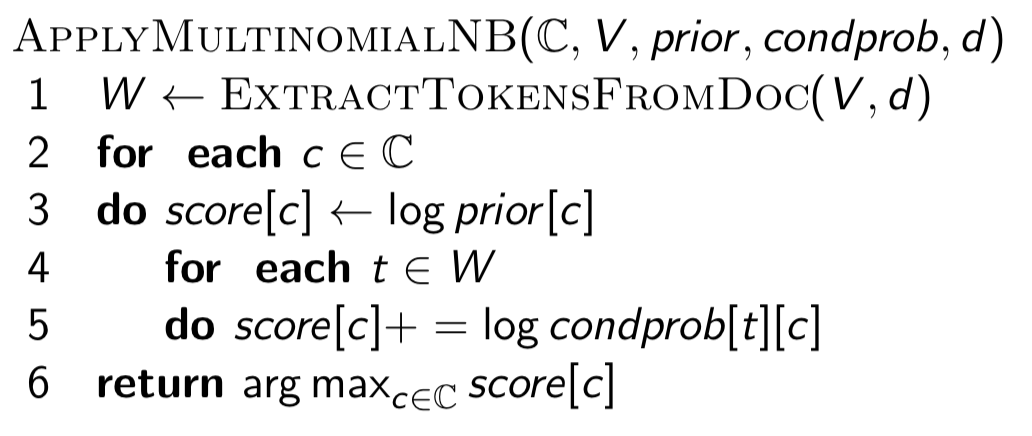 APPLYMULTINOMIALNB(ℂ, V, prior, condprob, d)
1 W ← EXTRACTTOKENSFROMDOC(V, d)
2 for each c ∈ ℂ
3 do score[c] ← log prior[c]
4 for each t ∈ W
5 do score[c]+ = log condprob[t][c]
6 return arg max_{c∈ℂ} score[c]